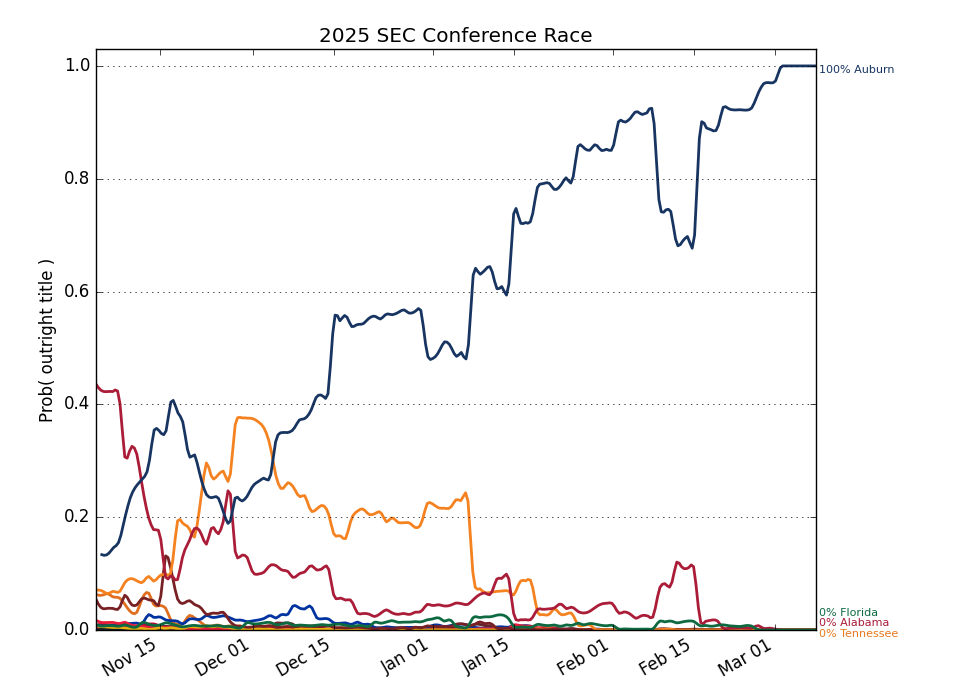 2025 SEC Conference Race
Prob( outright title )
1.0
0.8
0.6
0.4
0.2
0.0
Nov 15
Dec 01
Dec 15
Jan 01
Jan 15
Feb 01
Feb 15
Mar 01
100% Auburn
0% Florida
0% Alabama
0% Tennessee